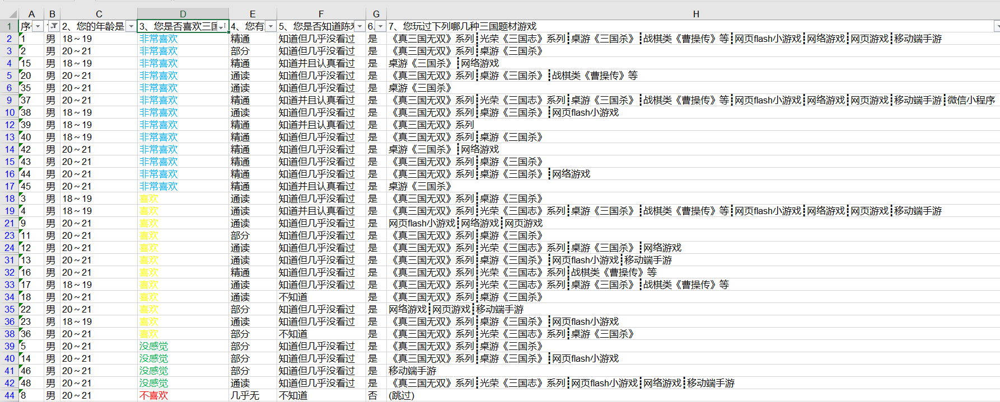 A B C D E F G H
1 序 1 2、您的年龄是 3、您是否喜欢三国 4、您有 5、您是否知道陈寿 6、 7、您玩过下列哪几种三国题材游戏
2 1 男 18～19 非常喜欢 精通 知道但几乎没看过 是 《真三国无双》系列┋光荣《三国志》系列┋桌游《三国杀》┋战棋类《曹操传》等┋网页flash小游戏┋网络游戏┋网页游戏┋移动端手游
3 2 男 20～21 非常喜欢 部分 知道但几乎没看过 是 《真三国无双》系列┋桌游《三国杀》
4 15 男 18～19 非常喜欢 精通 知道并且认真看过 是 桌游《三国杀》┋网络游戏
5 20 男 20～21 非常喜欢 通读 知道但几乎没看过 是 《真三国无双》系列┋桌游《三国杀》┋战棋类《曹操传》等
6 35 男 20～21 非常喜欢 通读 知道但几乎没看过 是 桌游《三国杀》
9 37 男 20～21 非常喜欢 精通 知道并且认真看过 是 《真三国无双》系列┋光荣《三国志》系列┋桌游《三国杀》┋战棋类《曹操传》等┋网页flash小游戏┋网络游戏┋网页游戏┋移动端手游┋微信小程序
10 38 男 18～19 非常喜欢 通读 知道但几乎没看过 是 《真三国无双》系列┋桌游《三国杀》┋网页flash小游戏
12 39 男 18～19 非常喜欢 精通 知道并且认真看过 是 《真三国无双》系列
13 40 男 18～19 非常喜欢 精通 知道但几乎没看过 是 《真三国无双》系列┋桌游《三国杀》
14 42 男 20～21 非常喜欢 精通 知道但几乎没看过 是 桌游《三国杀》┋网络游戏
15 43 男 20～21 非常喜欢 精通 知道但几乎没看过 是 《真三国无双》系列┋桌游《三国杀》
16 44 男 20～21 非常喜欢 精通 知道但几乎没看过 是 《真三国无双》系列┋桌游《三国杀》┋网络游戏
17 45 男 20～21 非常喜欢 精通 知道并且认真看过 是 桌游《三国杀》
18 3 男 18～19 喜欢 通读 知道但几乎没看过 是 《真三国无双》系列┋桌游《三国杀》
19 4 男 18～19 喜欢 通读 知道并且认真看过 是 《真三国无双》系列┋光荣《三国志》系列┋桌游《三国杀》┋战棋类《曹操传》等┋网页flash小游戏┋网络游戏┋网页游戏┋移动端手游
21 9 男 20～21 喜欢 通读 知道但几乎没看过 是 网页flash小游戏┋网络游戏┋网页游戏
23 11 男 20～21 喜欢 部分 知道但几乎没看过 是 《真三国无双》系列┋桌游《三国杀》
24 12 男 20～21 喜欢 通读 知道但几乎没看过 是 《真三国无双》系列┋光荣《三国志》系列┋桌游《三国杀》┋网络游戏
31 13 男 20～21 喜欢 通读 知道但几乎没看过 是 《真三国无双》系列┋桌游《三国杀》┋网页flash小游戏┋移动端手游
32 16 男 20～21 喜欢 精通 知道但几乎没看过 是 《真三国无双》系列┋光荣《三国志》系列┋战棋类《曹操传》等
33 17 男 18～19 喜欢 通读 知道但几乎没看过 是 《真三国无双》系列┋光荣《三国志》系列┋桌游《三国杀》┋战棋类《曹操传》等
34 18 男 20～21 喜欢 通读 不知道 是 《真三国无双》系列┋桌游《三国杀》
35 22 男 20～21 喜欢 部分 知道但几乎没看过 是 网络游戏┋网页游戏┋移动端手游
36 23 男 18～19 喜欢 通读 知道但几乎没看过 是 《真三国无双》系列┋桌游《三国杀》┋网页flash小游戏
38 36 男 20～21 喜欢 部分 不知道 是 《真三国无双》系列┋光荣《三国志》系列┋桌游《三国杀》
39 5 男 20～21 没感觉 部分 知道但几乎没看过 是 《真三国无双》系列┋桌游《三国杀》
40 14 男 20～21 没感觉 部分 知道但几乎没看过 是 《真三国无双》系列┋桌游《三国杀》┋网页flash小游戏
41 46 男 20～21 没感觉 部分 知道但几乎没看过 是 移动端手游
42 48 男 20～21 没感觉 通读 知道但几乎没看过 是 《真三国无双》系列┋光荣《三国志》系列┋网页flash小游戏┋网络游戏┋移动端手游
44 8 男 20～21 不喜欢 几乎无 不知道 否 (跳过)